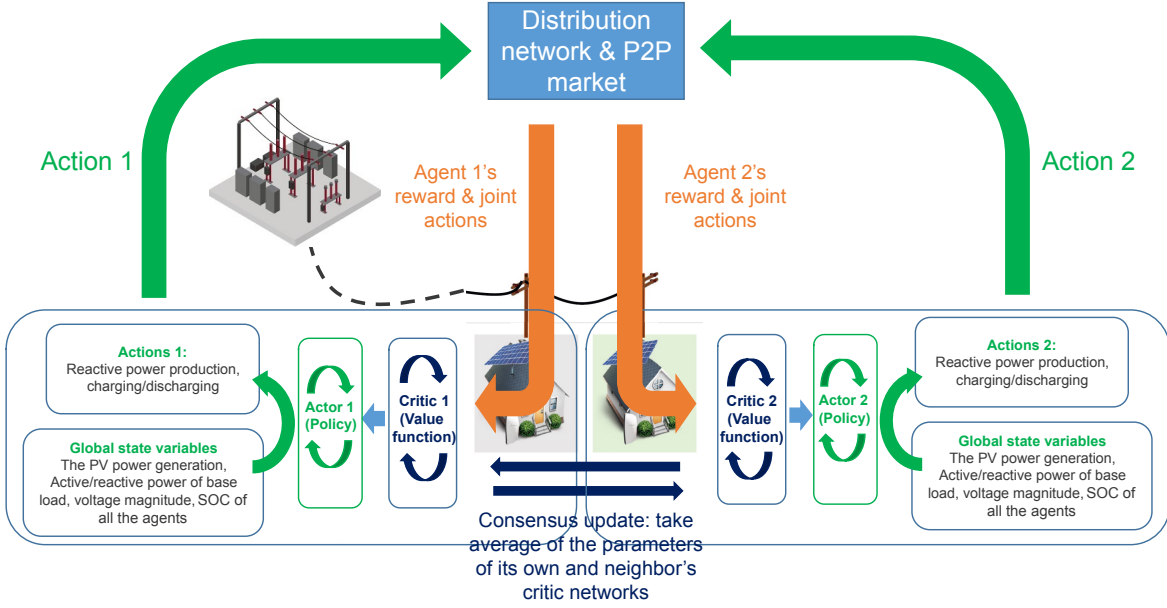 Distribution
network & P2P
market
Action 1
Agent 1's
reward & joint
actions
Agent 2's
reward & joint
actions
Action 2
Actions 1:
Reactive power production,
charging/discharging
Global state variables
The PV power generation,
Active/reactive power of base
load, voltage magnitude, SOC of
all the agents
Actor 1
(Policy)
Critic 1
(Value
function)
Critic 2
(Value
function)
Actor 2
(Policy)
Actions 2:
Reactive power production,
charging/discharging
Global state variables
The PV power generation,
Active/reactive power of base
load, voltage magnitude, SOC of
all the agents
Consensus update: take
average of the parameters
of its own and neighbor's
critic networks